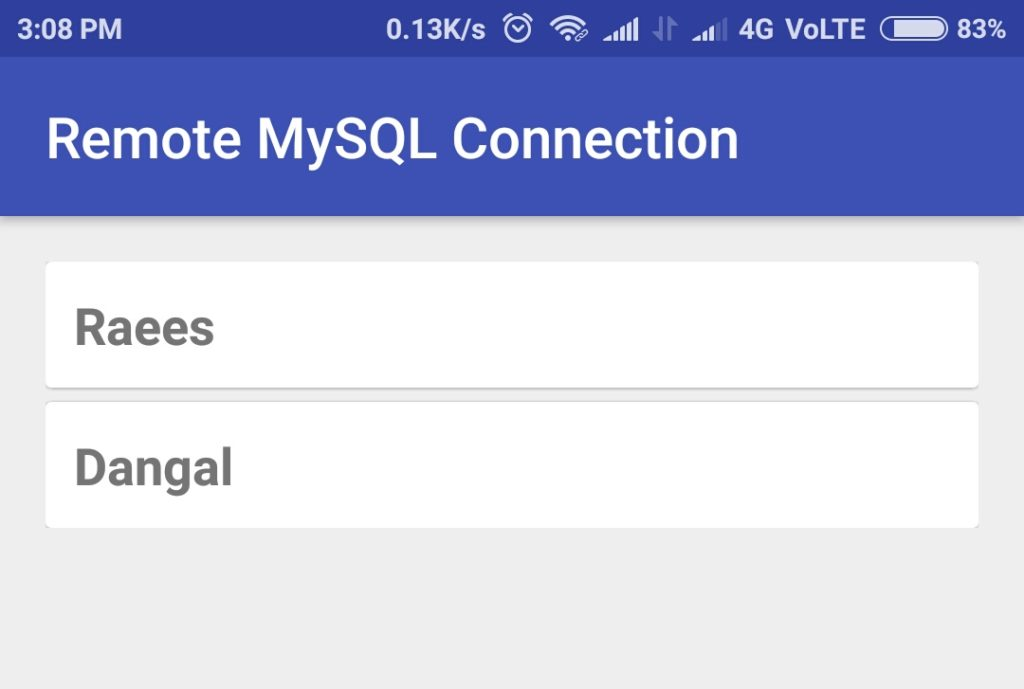 3:08 PM 0.13K/s 4G VoLTE 83%
Remote MySQL Connection
Raees
Dangal